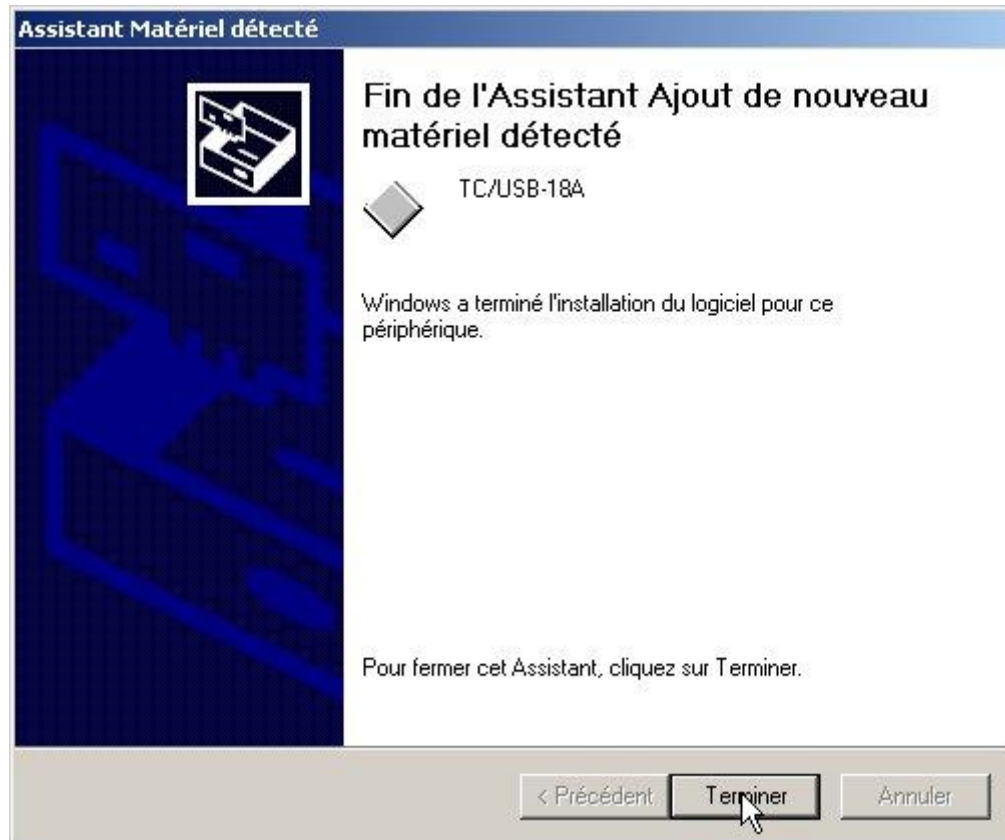 Assistant Matériel détecté
Fin de l'Assistant Ajout de nouveau
matériel détecté
TC/USB-18A
Windows a terminé l'installation du logiciel pour ce
périphérique.
Pour fermer cet Assistant, cliquez sur Terminer.
< Précédent
Terminer
Annuler